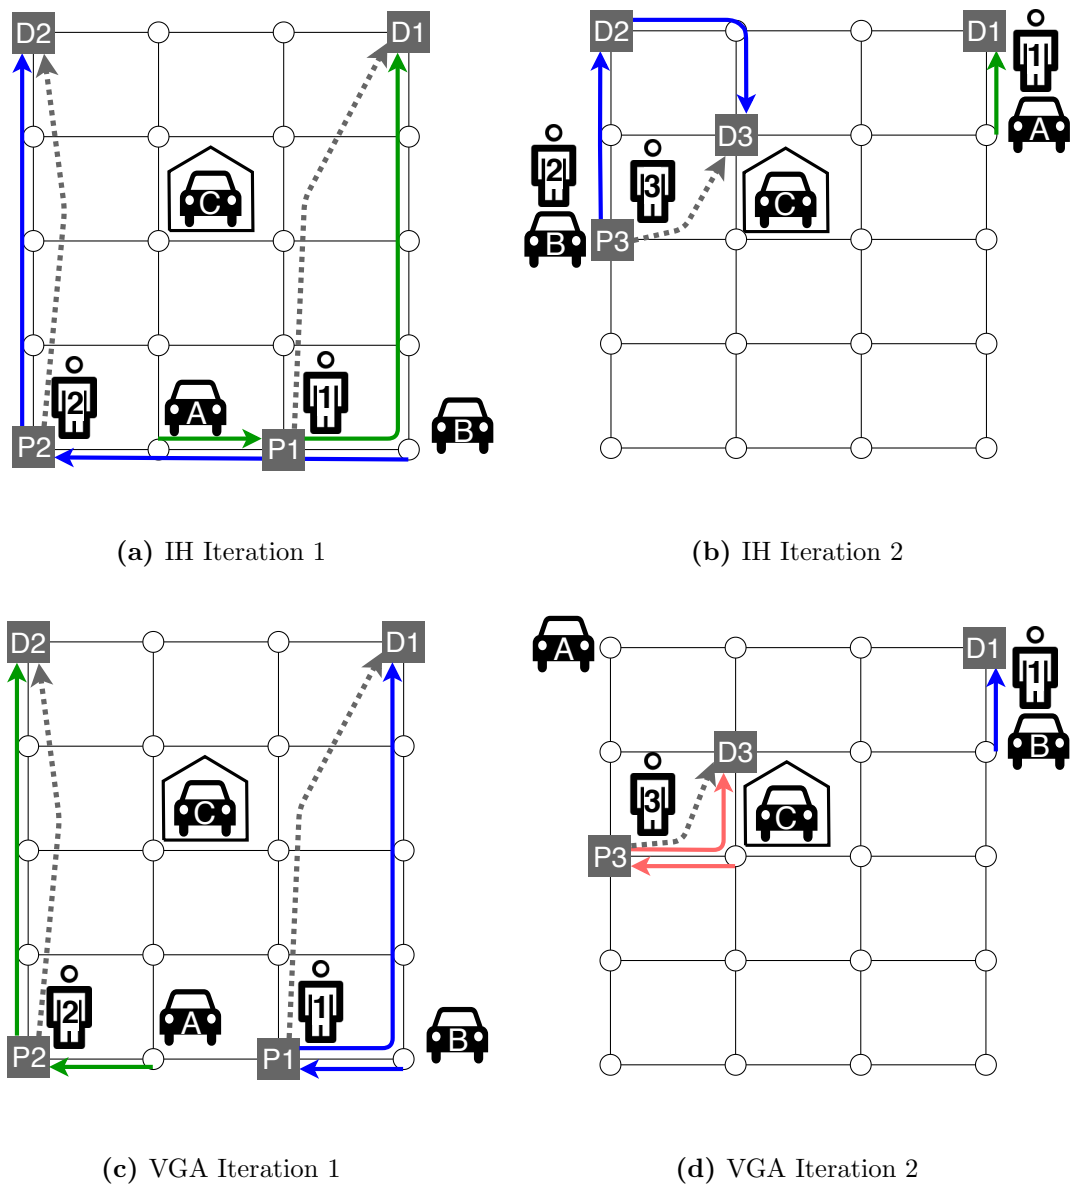 D2 D1
C
2 A 1 B
P2 P1
D2 D1 1
A
D3
2 3 C
B P3
(a) IH Iteration 1
(b) IH Iteration 2
D2 D1
C
2 A 1 B
P2 P1
A D1 1
B
D3
3 C
P3
(c) VGA Iteration 1
(d) VGA Iteration 2